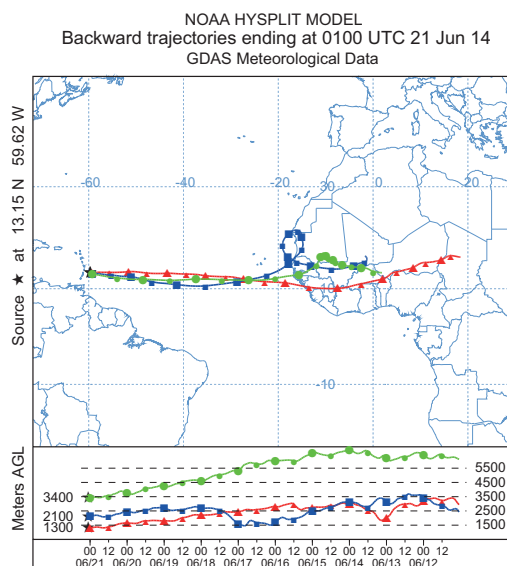 NOAA HYSPLIT MODEL
Backward trajectories ending at 0100 UTC 21 Jun 14
GDAS Meteorological Data
Source ★ at 13.15 N 59.62 W
-60 -40 -20 0 20
30
-10
Meters AGL
3400
2100
1300
5500
4500
3500
2500
1500
00 12 00 12 00 12 00 12 00 12 00 12 00 12 00 12 00 12 00 12
06/21 06/20 06/19 06/18 06/17 06/16 06/15 06/14 06/13 06/12